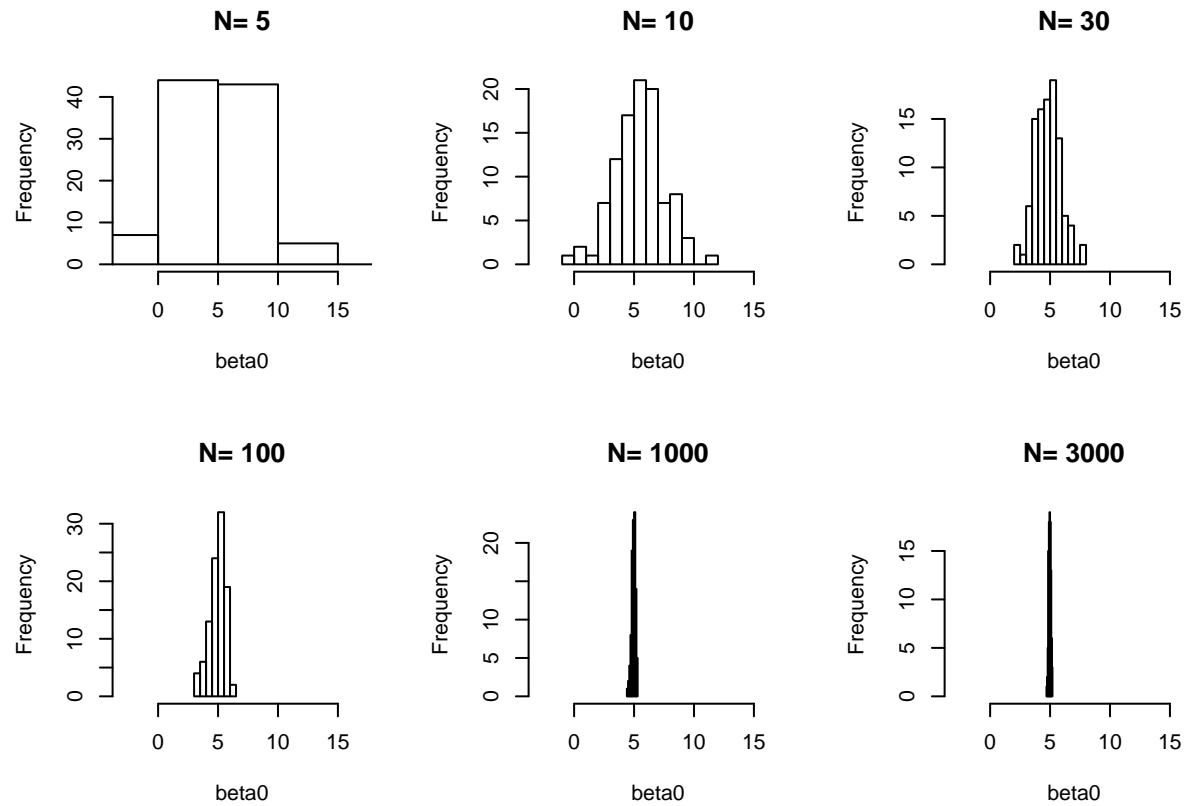 N= 5
Frequency
0 10 20 30 40
0 5 10 15
beta0
N= 10
Frequency
0 5 10 15 20
0 5 10 15
beta0
N= 30
Frequency
0 5 10 15
0 5 10 15
beta0
N= 100
Frequency
0 10 20 30
0 5 10 15
beta0
N= 1000
Frequency
0 5 10 20
0 5 10 15
beta0
N= 3000
Frequency
0 5 10 15
0 5 10 15
beta0